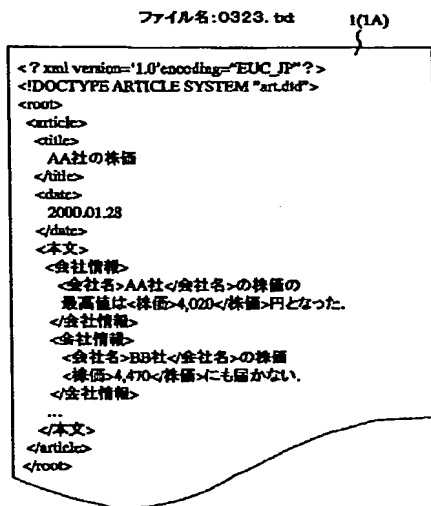 ファイル名:0323. txt
1(1A)
<? xml version='1.0'encoding="EUC_JP"?>
<!DOCTYPE ARTICLE SYSTEM "art.dtd">
<root>
<article>
<title>
AA社の株価
</title>
<date>
2000.01.28
</date>
<本文>
<会社情報>
<会社名>AA社</会社名>の株価の
最高値は<株価>4,020</株価>円となった.
</会社情報>
<会社情報>
<会社名>BB社</会社名>の株価
<株価>4,470</株価>にも届かない.
</会社情報>
...
</本文>
</article>
</root>